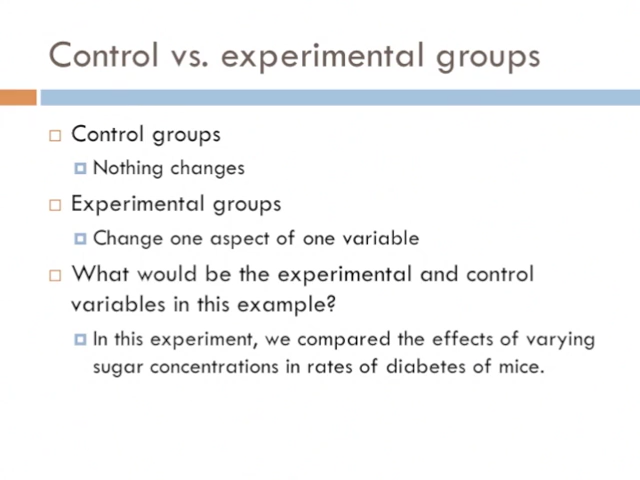 Control vs. experimental groups
Control groups
Nothing changes
Experimental groups
Change one aspect of one variable
What would be the experimental and control
variables in this example?
In this experiment, we compared the effects of varying
sugar concentrations in rates of diabetes of mice.